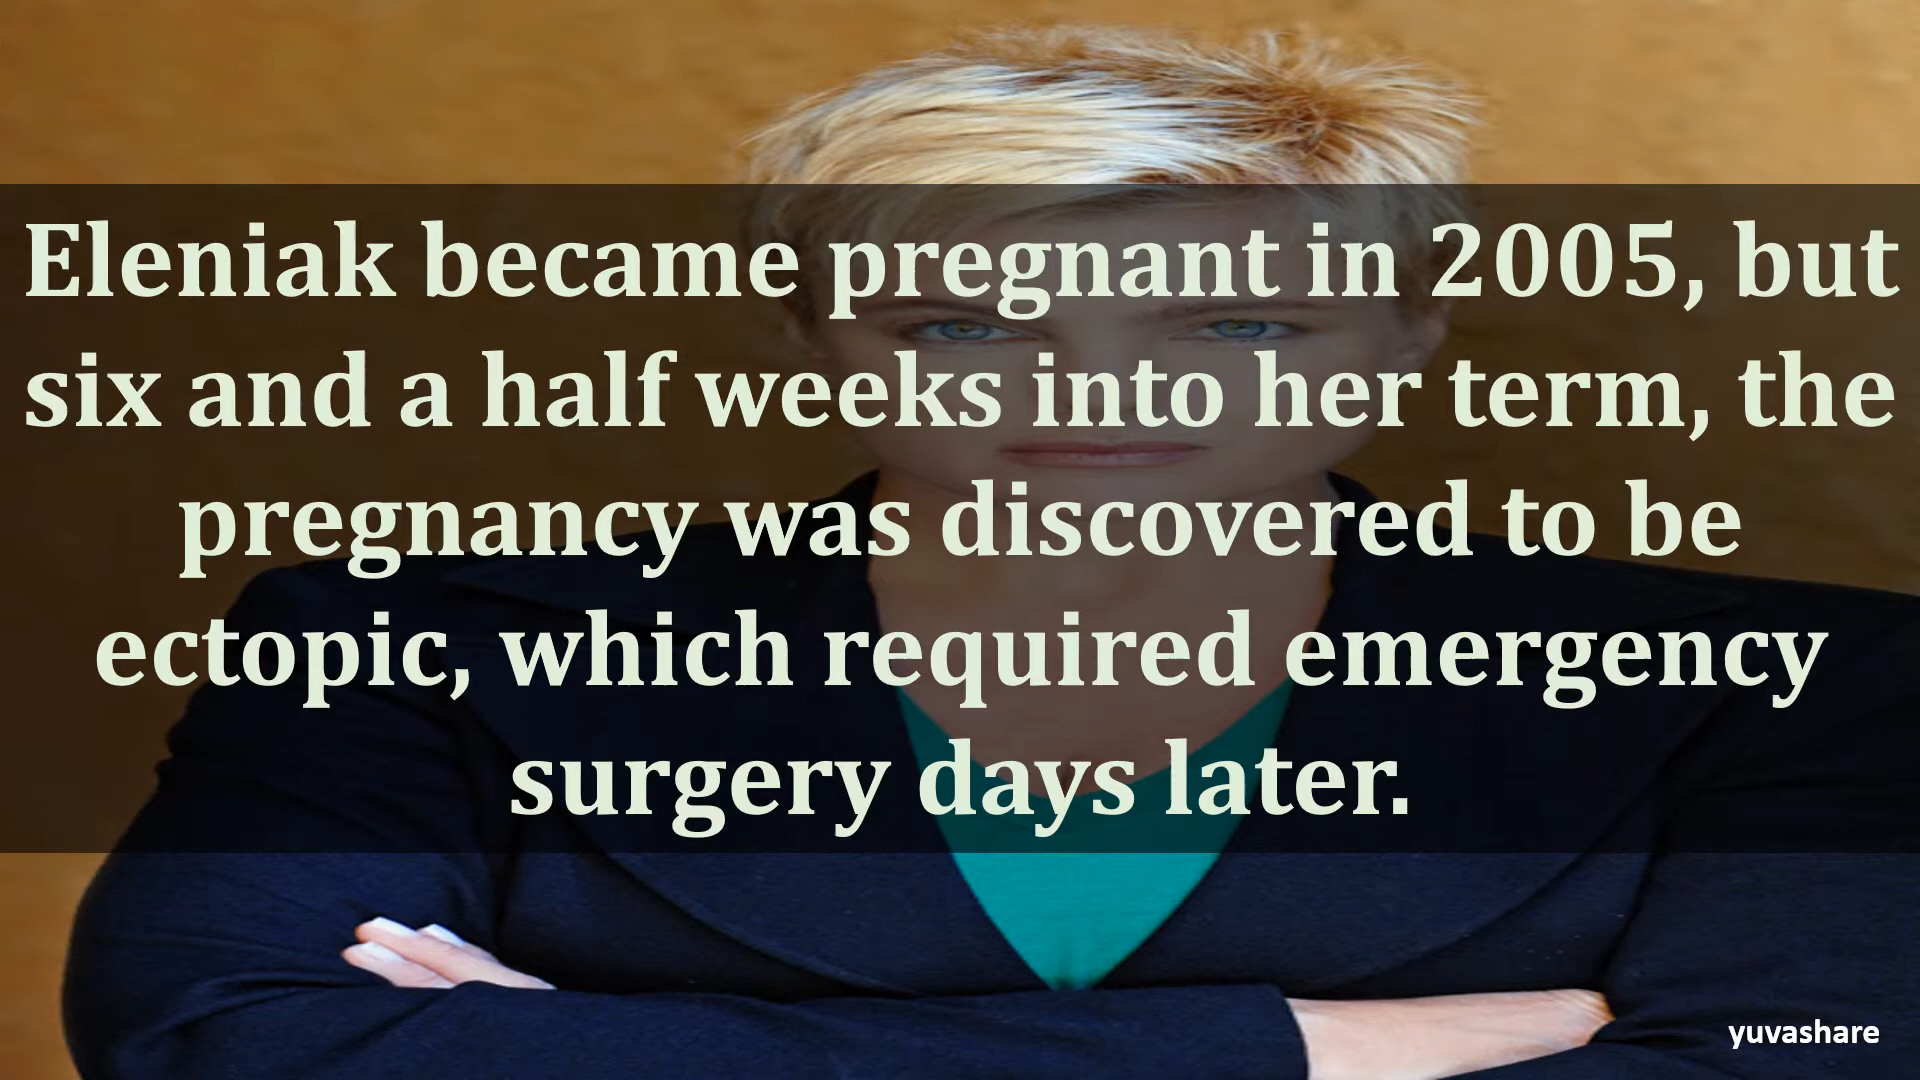 Eleniak became pregnant in 2005, but
six and a half weeks into her term, the
pregnancy was discovered to be
ectopic, which required emergency
surgery days later.
yuvashare